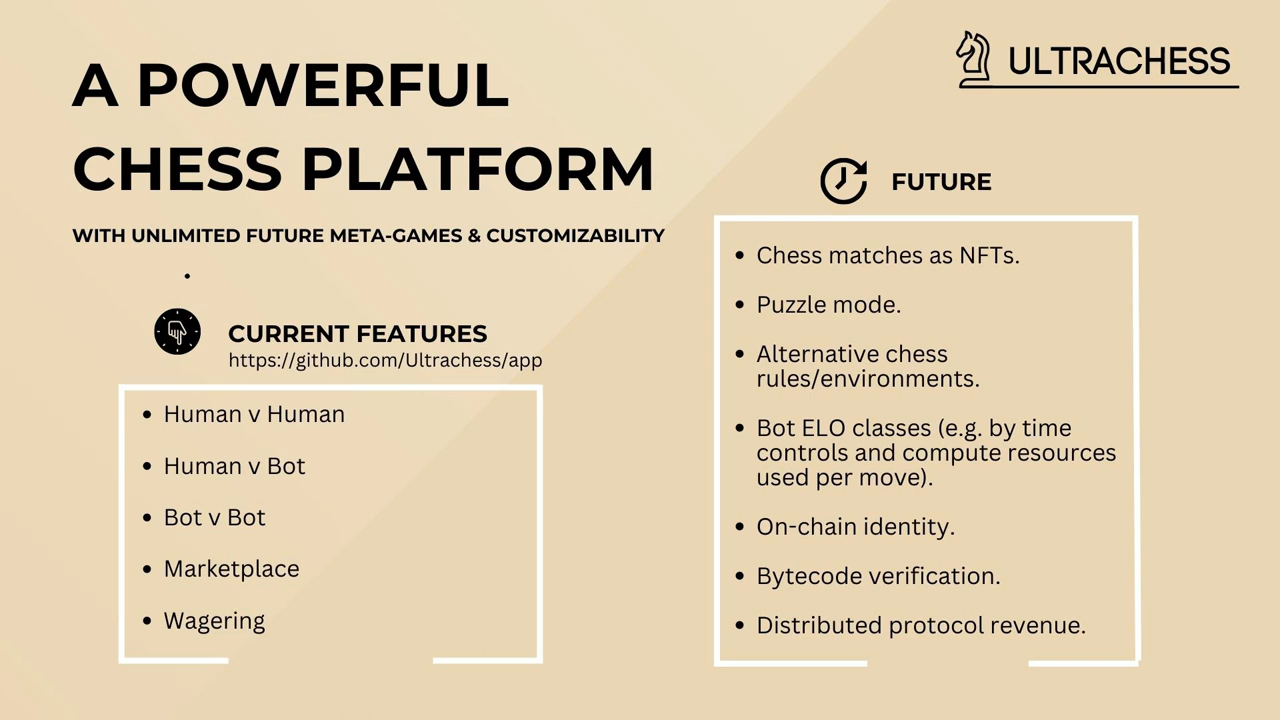 A POWERFUL
CHESS PLATFORM
WITH UNLIMITED FUTURE META-GAMES & CUSTOMIZABILITY
•
CURRENT FEATURES
https://github.com/Ultrachess/app
• Human v Human
• Human v Bot
• Bot v Bot
• Marketplace
• Wagering
ULTRACHESS
FUTURE
• Chess matches as NFTs.
• Puzzle mode.
• Alternative chess
rules/environments.
• Bot ELO classes (e.g. by time
controls and compute resources
used per move).
• On-chain identity.
• Bytecode verification.
• Distributed protocol revenue.